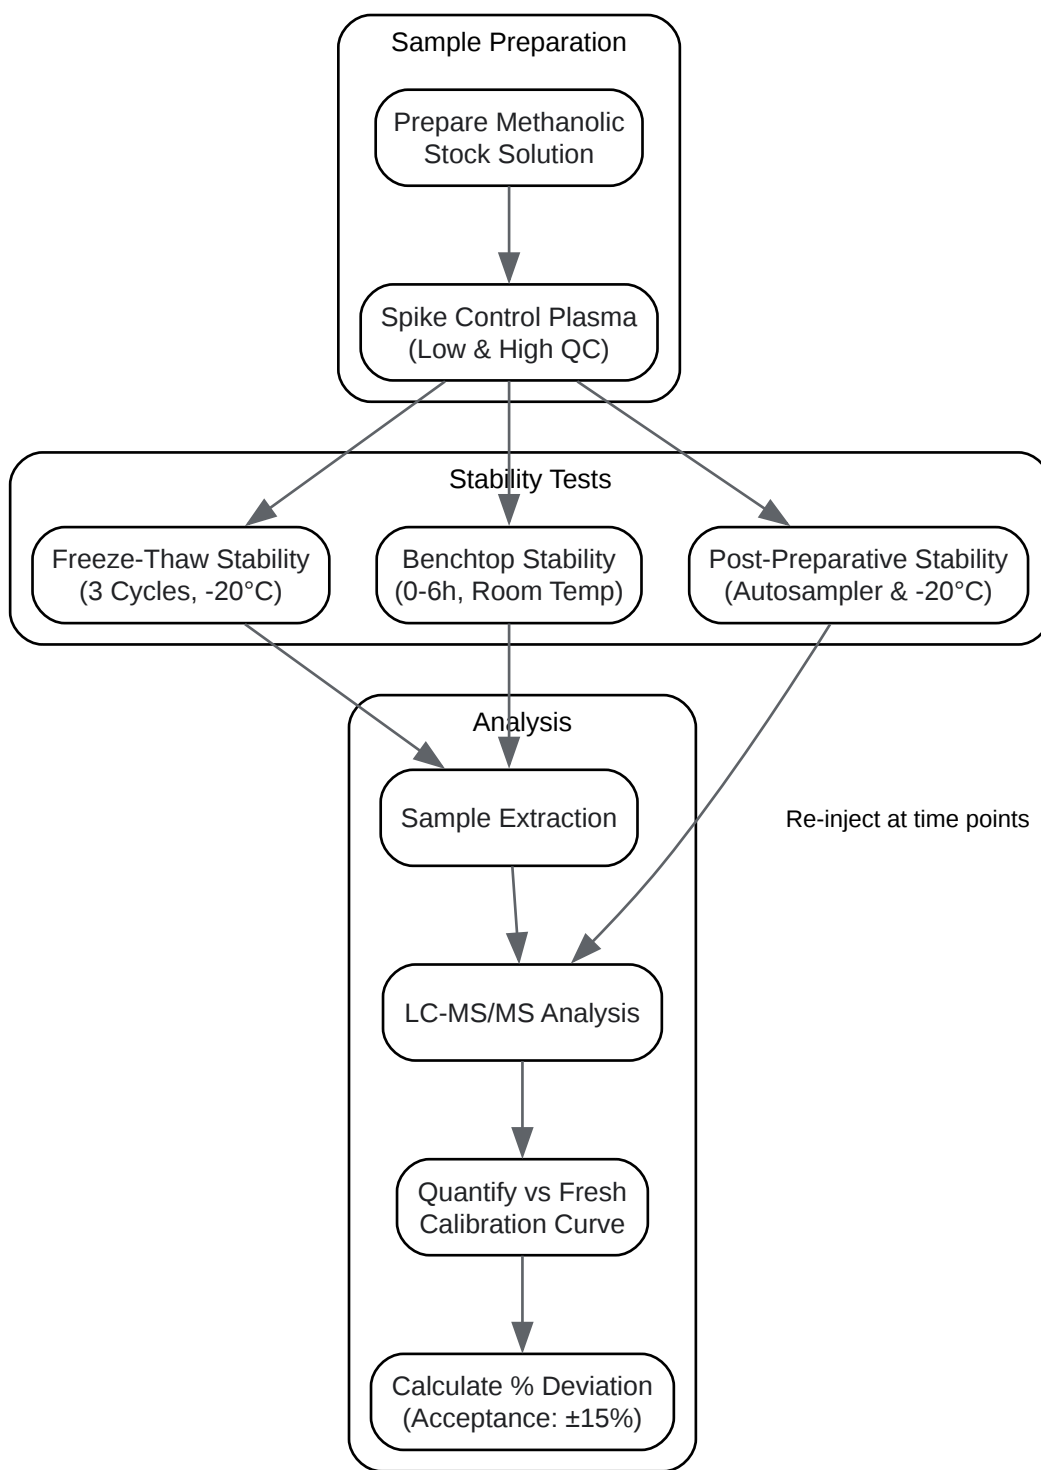 Sample Preparation
Prepare Methanolic
Stock Solution
Spike Control Plasma
(Low & High QC)
Stability Tests
Freeze-Thaw Stability
(3 Cycles, -20°C)
Benchtop Stability
(0-6h, Room Temp)
Post-Preparative Stability
(Autosampler & -20°C)
Analysis
Sample Extraction
Re-inject at time points
LC-MS/MS Analysis
Quantify vs Fresh
Calibration Curve
Calculate % Deviation
(Acceptance: ±15%)